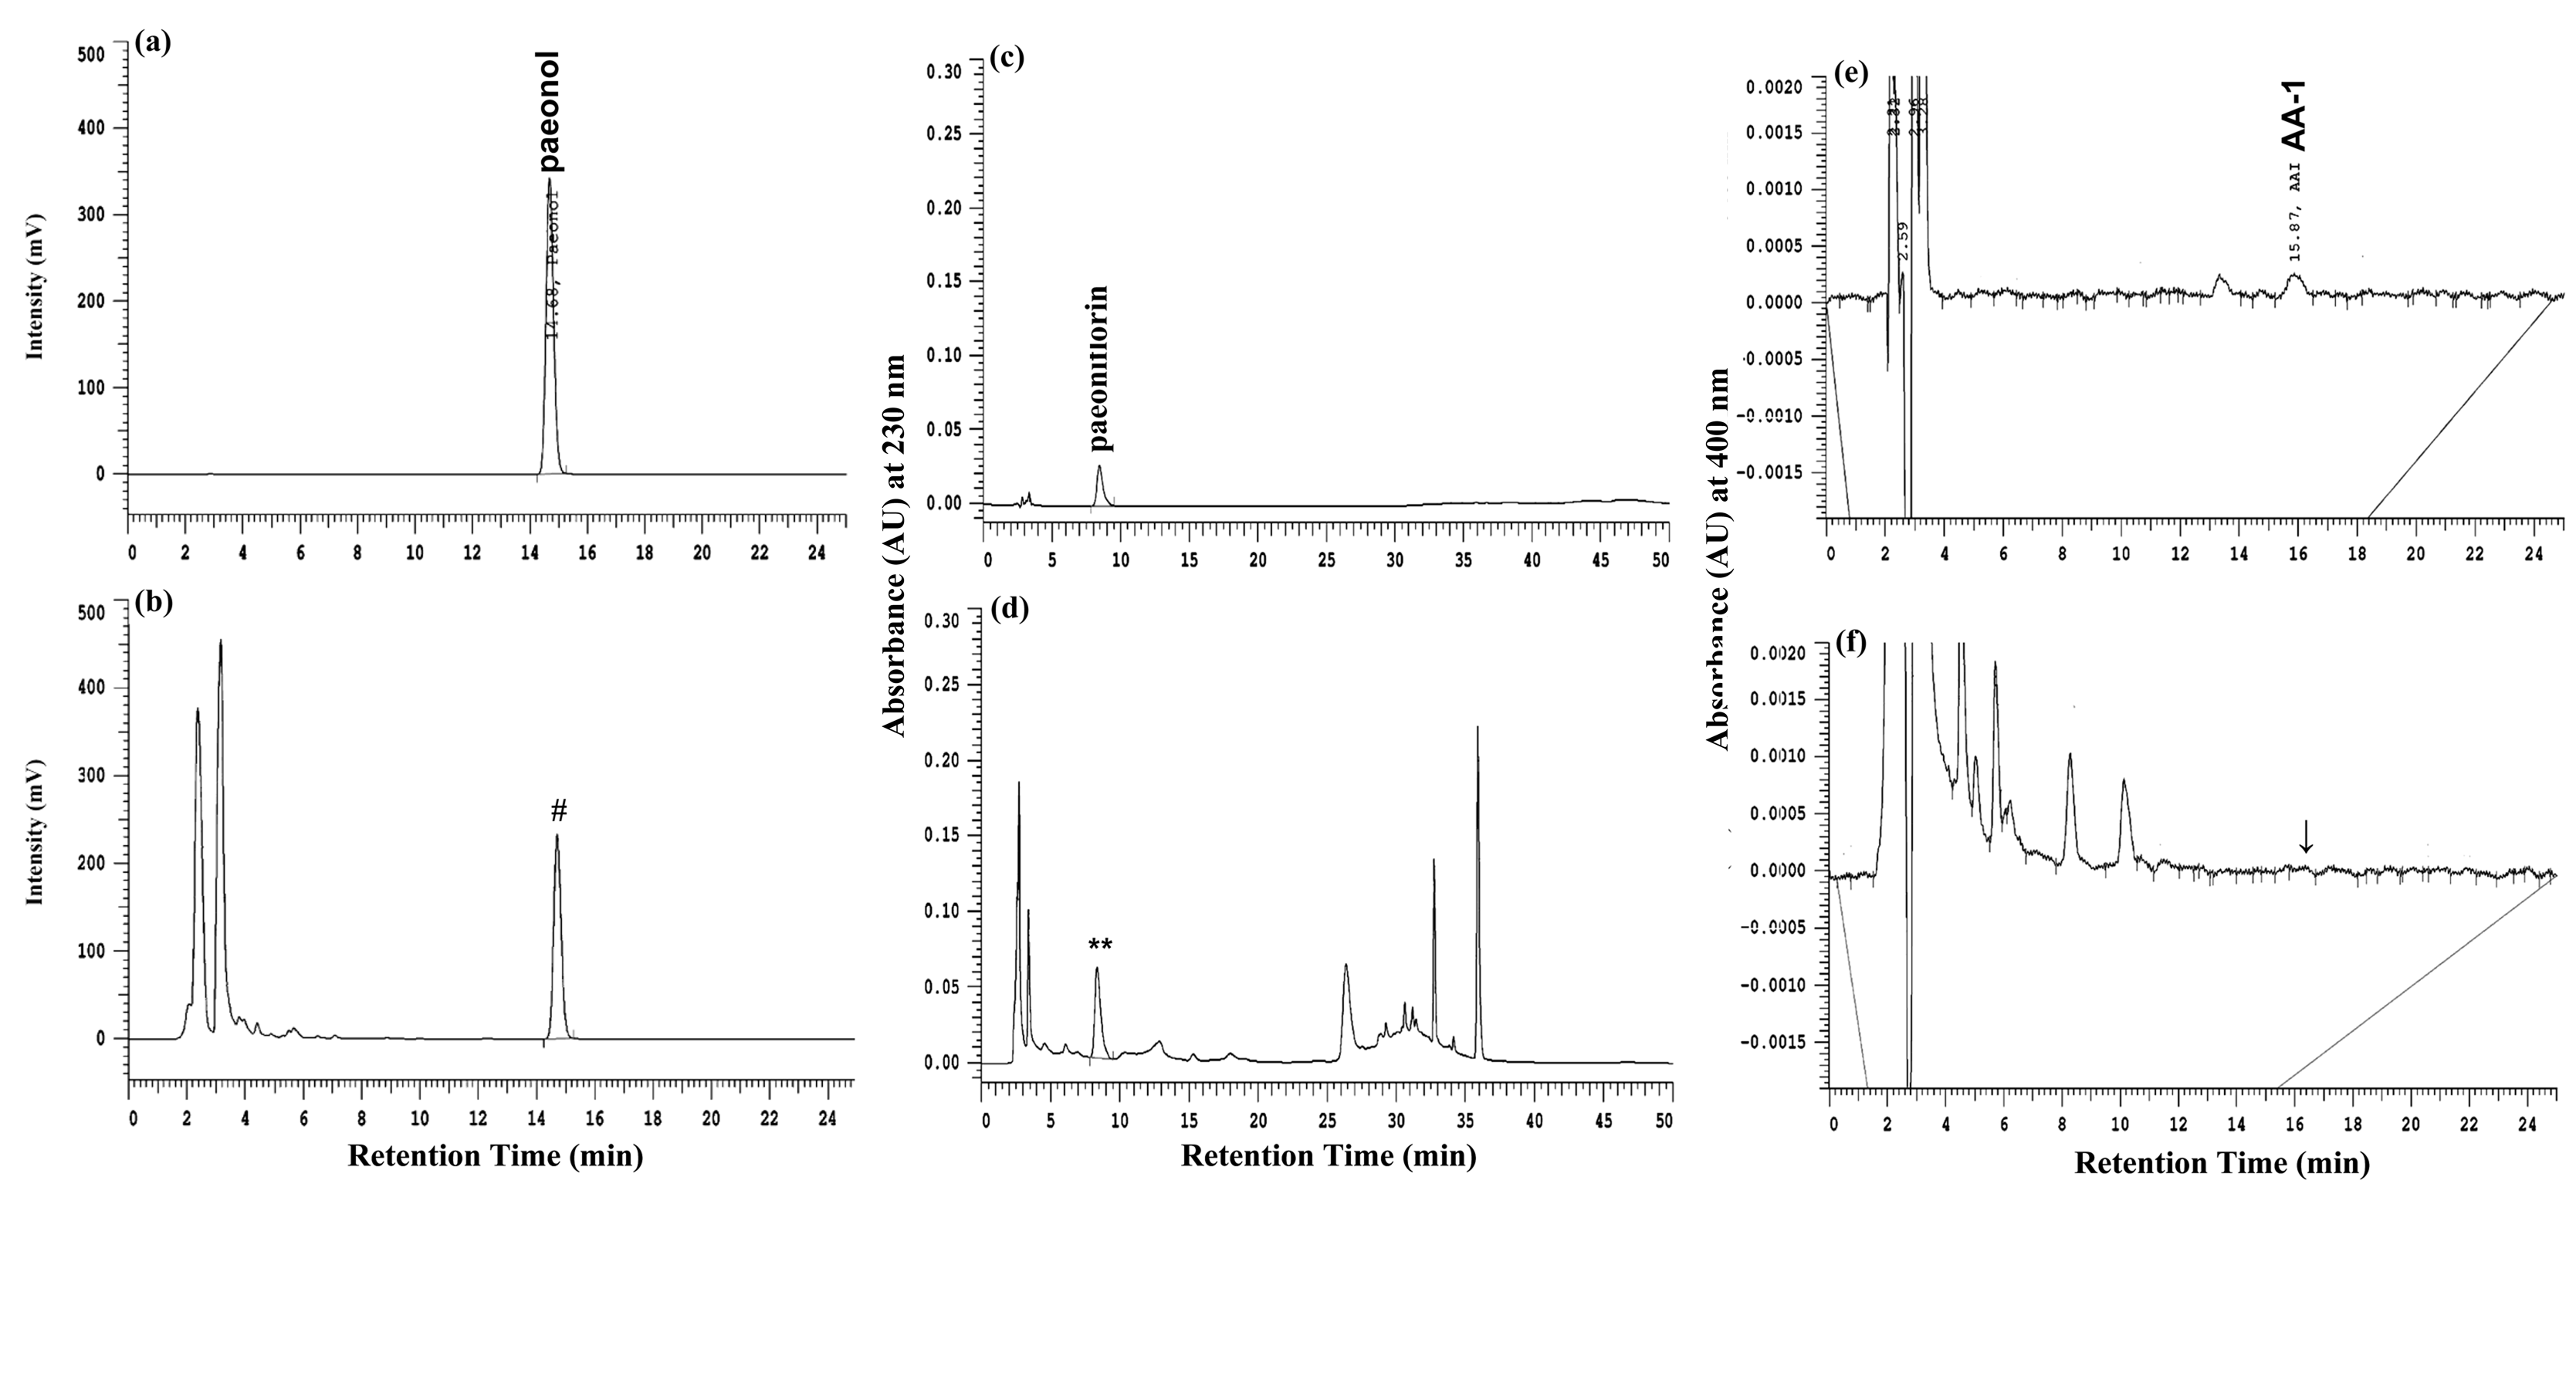 (a)
500
400
300
200
100
0
Intensity (mV)
paeonol
14.68, Paeonol
0 2 4 6 8 10 12 14 16 18 20 22 24
(b)
500
400
300
200
100
0
Intensity (mV)
#
0 2 4 6 8 10 12 14 16 18 20 22 24
Retention Time (min)
(c)
0.30
0.25
0.20
0.15
0.10
0.05
0.00
Absorbance (AU) at 230 nm
paeoniflorin
0 5 10 15 20 25 30 35 40 45 50
(d)
0.30
0.25
0.20
0.15
0.10
0.05
0.00
**
0 5 10 15 20 25 30 35 40 45 50
Retention Time (min)
(e)
0.0020
0.0015
0.0010
0.0005
0.0000
-0.0005
-0.0010
-0.0015
Absorbance (AU) at 400 nm
2.59
2.96
3.28
15.87, AAI
AA-1
0 2 4 6 8 10 12 14 16 18 20 22 24
(f)
0.0020
0.0015
0.0010
0.0005
0.0000
-0.0005
-0.0010
-0.0015
↓
0 2 4 6 8 10 12 14 16 18 20 22 24
Retention Time (min)